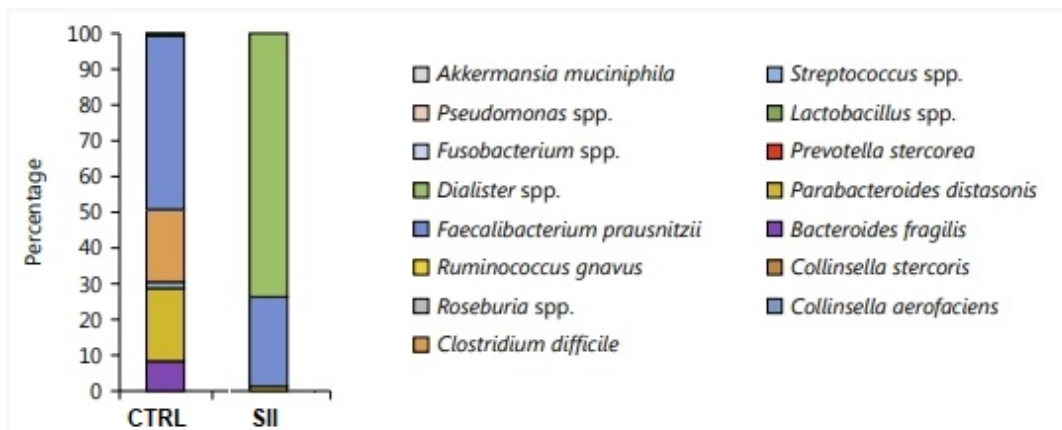 Percentage
100
90
80
70
60
50
40
30
20
10
0
CTRL SII
Akkermansia muciniphila
Pseudomonas spp.
Fusobacterium spp.
Dialister spp.
Faecalibacterium prausnitzii
Ruminococcus gnavus
Roseburia spp.
Clostridium difficile
Streptococcus spp.
Lactobacillus spp.
Prevotella stercorea
Parabacteroides distasonis
Bacteroides fragilis
Collinsella stercoris
Collinsella aerofaciens